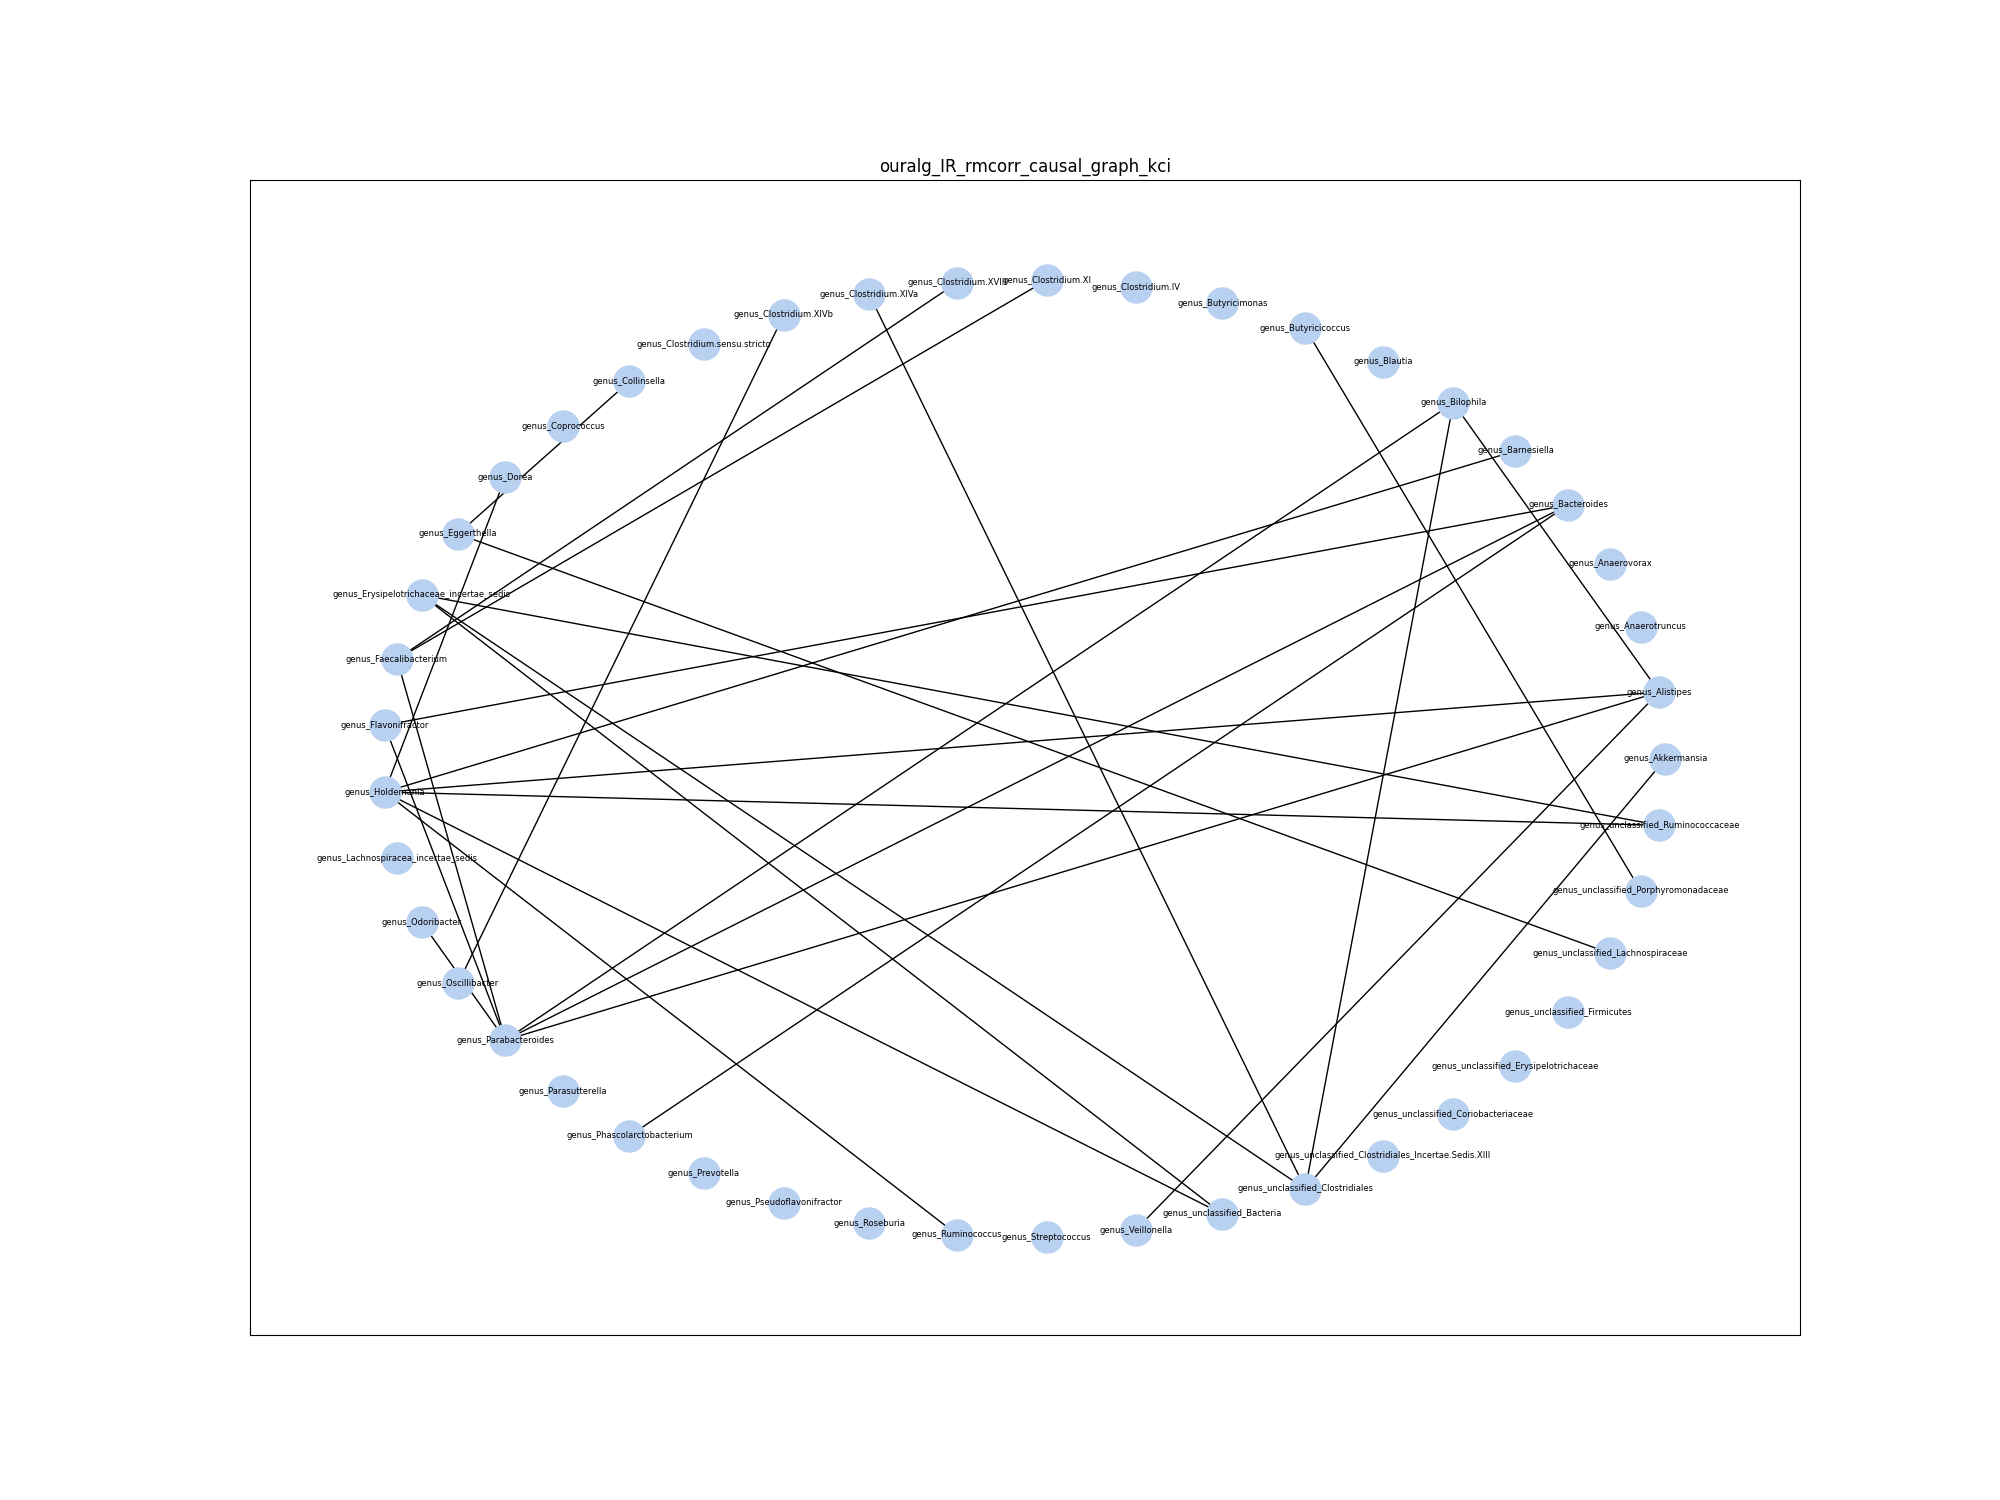 ouralg_IR_rmcorr_causal_graph_kci
genus_Clostridium.XI
genus_Clostridium.XVIII
genus_Clostridium.IV
genus_Clostridium.XIVa
genus_Butyricimonas
genus_Clostridium.XIVb
genus_Butyricicoccus
genus_Clostridium.sensu.stricto
genus_Blautia
genus_Collinsella
genus_Bilophila
genus_Coprococcus
genus_Barnesiella
genus_Dorea
genus_Bacteroides
genus_Eggerthella
genus_Anaerovorax
genus_Erysipelotrichaceae_incertae_sedis
genus_Anaerotruncus
genus_Faecalibacterium
genus_Alistipes
genus_Flavonifractor
genus_Akkermansia
genus_Holdemania
genus_unclassified_Ruminococcaceae
genus_Lachnospiracea_incertae_sedis
genus_unclassified_Porphyromonadaceae
genus_Odoribacter
genus_unclassified_Lachnospiraceae
genus_Oscillibacter
genus_unclassified_Firmicutes
genus_Parabacteroides
genus_unclassified_Erysipelotrichaceae
genus_Parasutterella
genus_unclassified_Coriobacteriaceae
genus_Phascolarctobacterium
genus_unclassified_Clostridiales_Incertae.Sedis.XIII
genus_Prevotella
genus_unclassified_Clostridiales
genus_Pseudoflavonifractor
genus_unclassified_Bacteria
genus_Roseburia
genus_Veillonella
genus_Ruminococcus
genus_Streptococcus